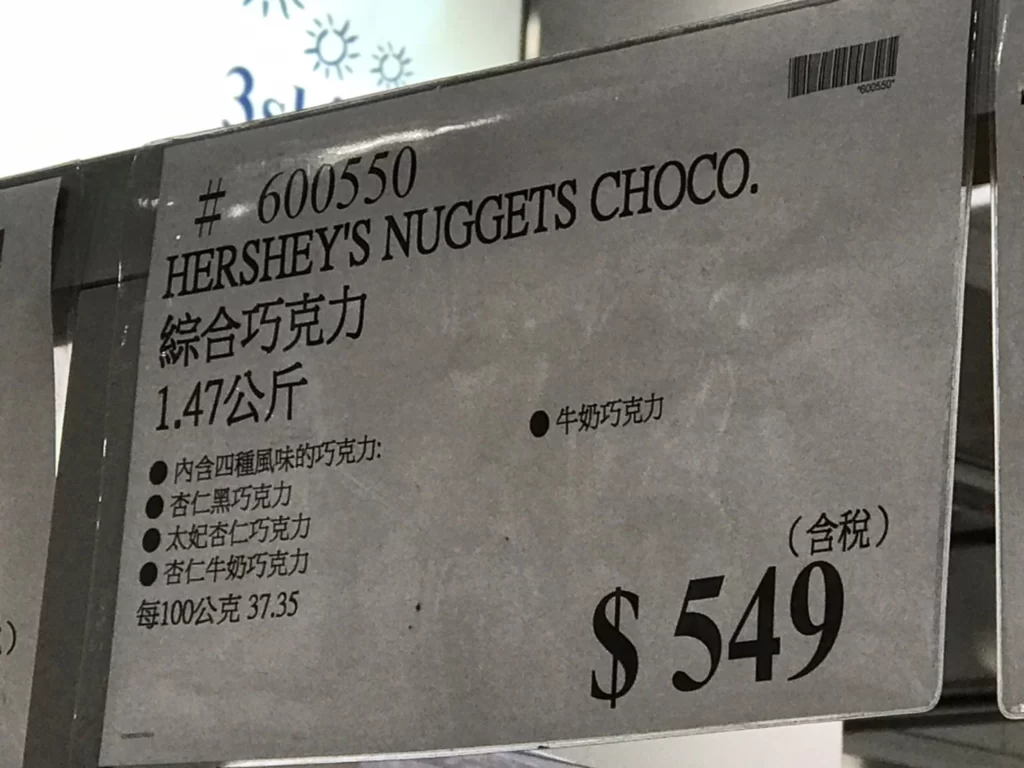 *600550*
# 600550
HERSHEY'S NUGGETS CHOCO.
綜合巧克力
1.47公斤
● 內含四種風味的巧克力:
● 杏仁黑巧克力
● 太妃杏仁巧克力
● 杏仁牛奶巧克力
● 牛奶巧克力
每100公克 37.35
(含稅)
$ 549